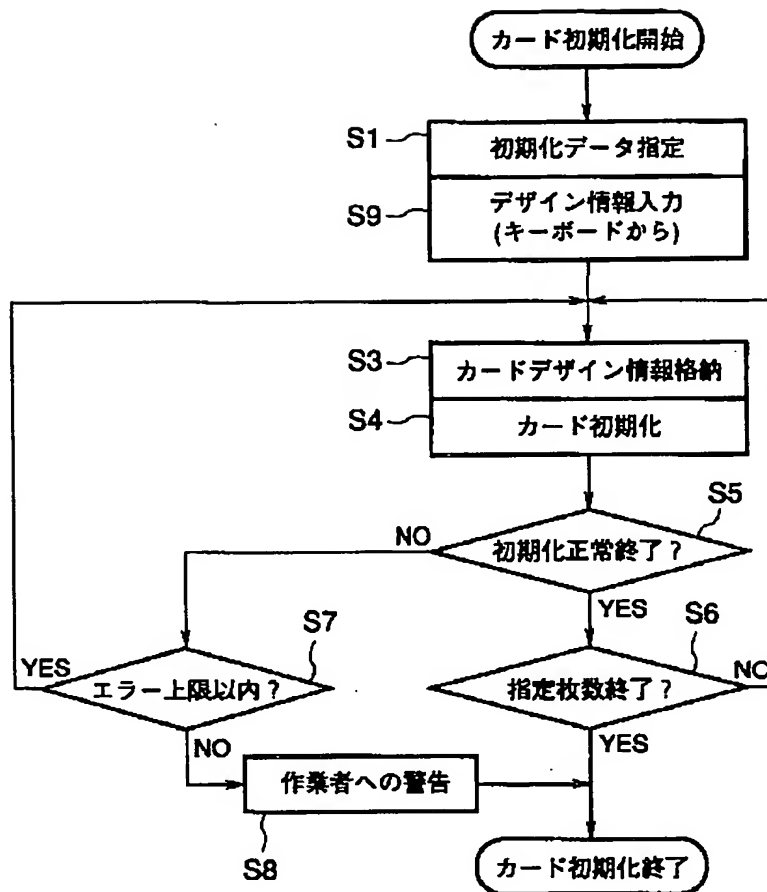 カード初期化開始
S1
初期化データ指定
S9
デザイン情報入力
(キーボードから)
S3
カードデザイン情報格納
S4
カード初期化
S5
NO
初期化正常終了?
YES
S7
S6
YES
エラー上限以内?
指定枚数終了?
NO
NO
YES
作業者への警告
S8
カード初期化終了